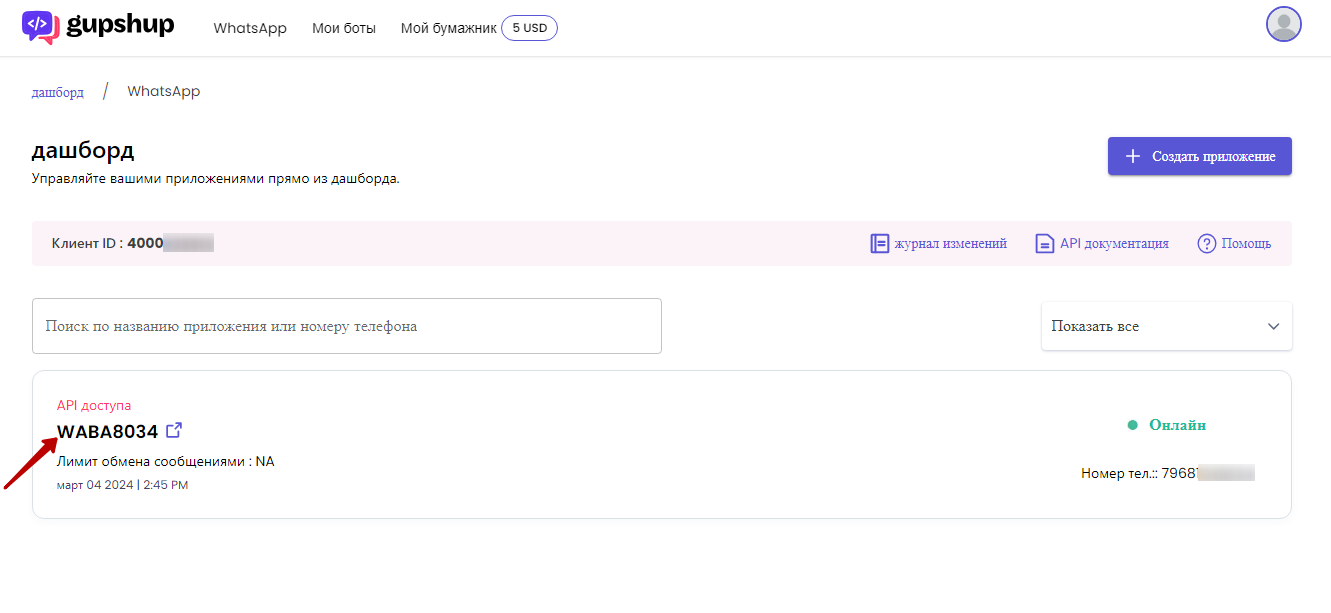 gupshup WhatsApp Мои боты Мой бумажник 5 USD
дашборд / WhatsApp
дашборд
Создать приложение
Управляйте вашими приложениями прямо из дашборда.
Клиент ID : 4000
журнал изменений API документация Помощь
Поиск по названию приложения или номеру телефона
Показать все
API доступа
WABA8034
Онлайн
Лимит обмена сообщениями : NA
Номер тел.:: 7968
март 04 2024 | 2:45 PM